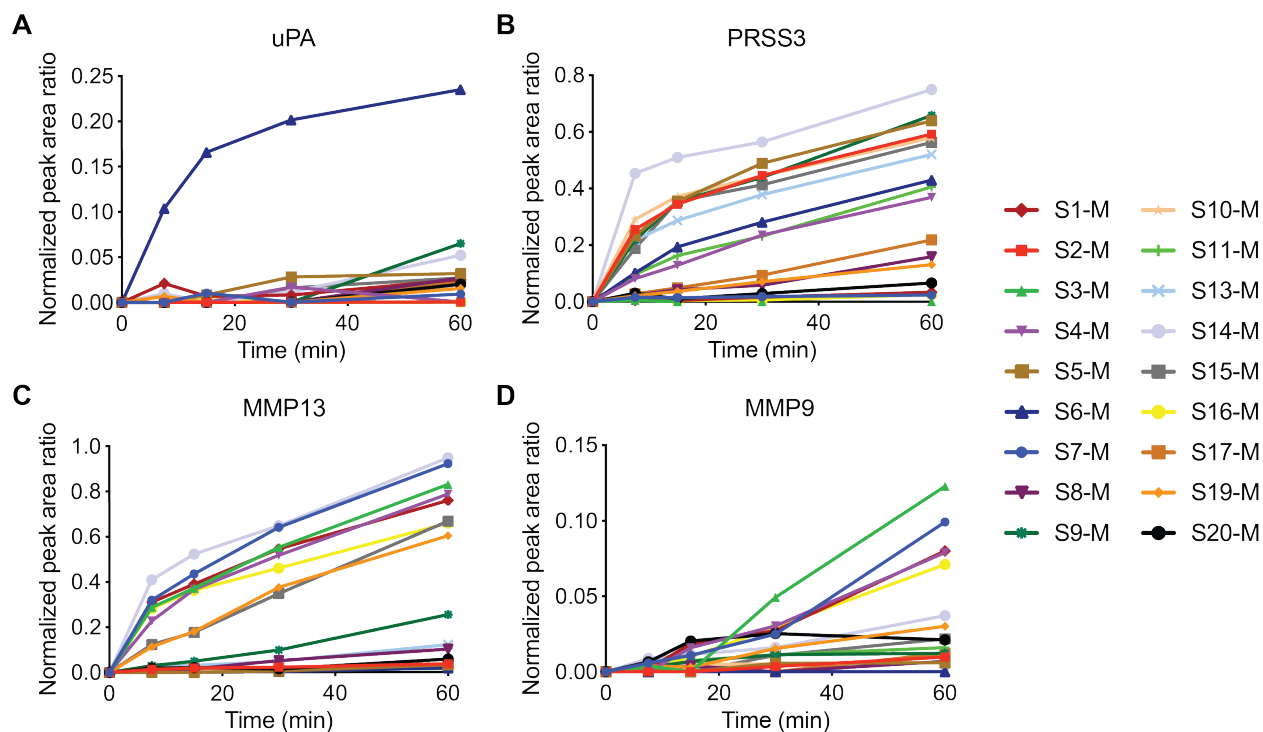 A
uPA
Normalized peak area ratio
0.25
0.20
0.15
0.10
0.05
0.00
0 20 40 60
Time (min)
B
PRSS3
Normalized peak area ratio
0.8
0.6
0.4
0.2
0.0
0 20 40 60
Time (min)
C
MMP13
Normalized peak area ratio
1.0
0.8
0.6
0.4
0.2
0.0
0 20 40 60
Time (min)
D
MMP9
Normalized peak area ratio
0.15
0.10
0.05
0.00
0 20 40 60
Time (min)
S1-M
S2-M
S3-M
S4-M
S5-M
S6-M
S7-M
S8-M
S9-M
S10-M
S11-M
S13-M
S14-M
S15-M
S16-M
S17-M
S19-M
S20-M